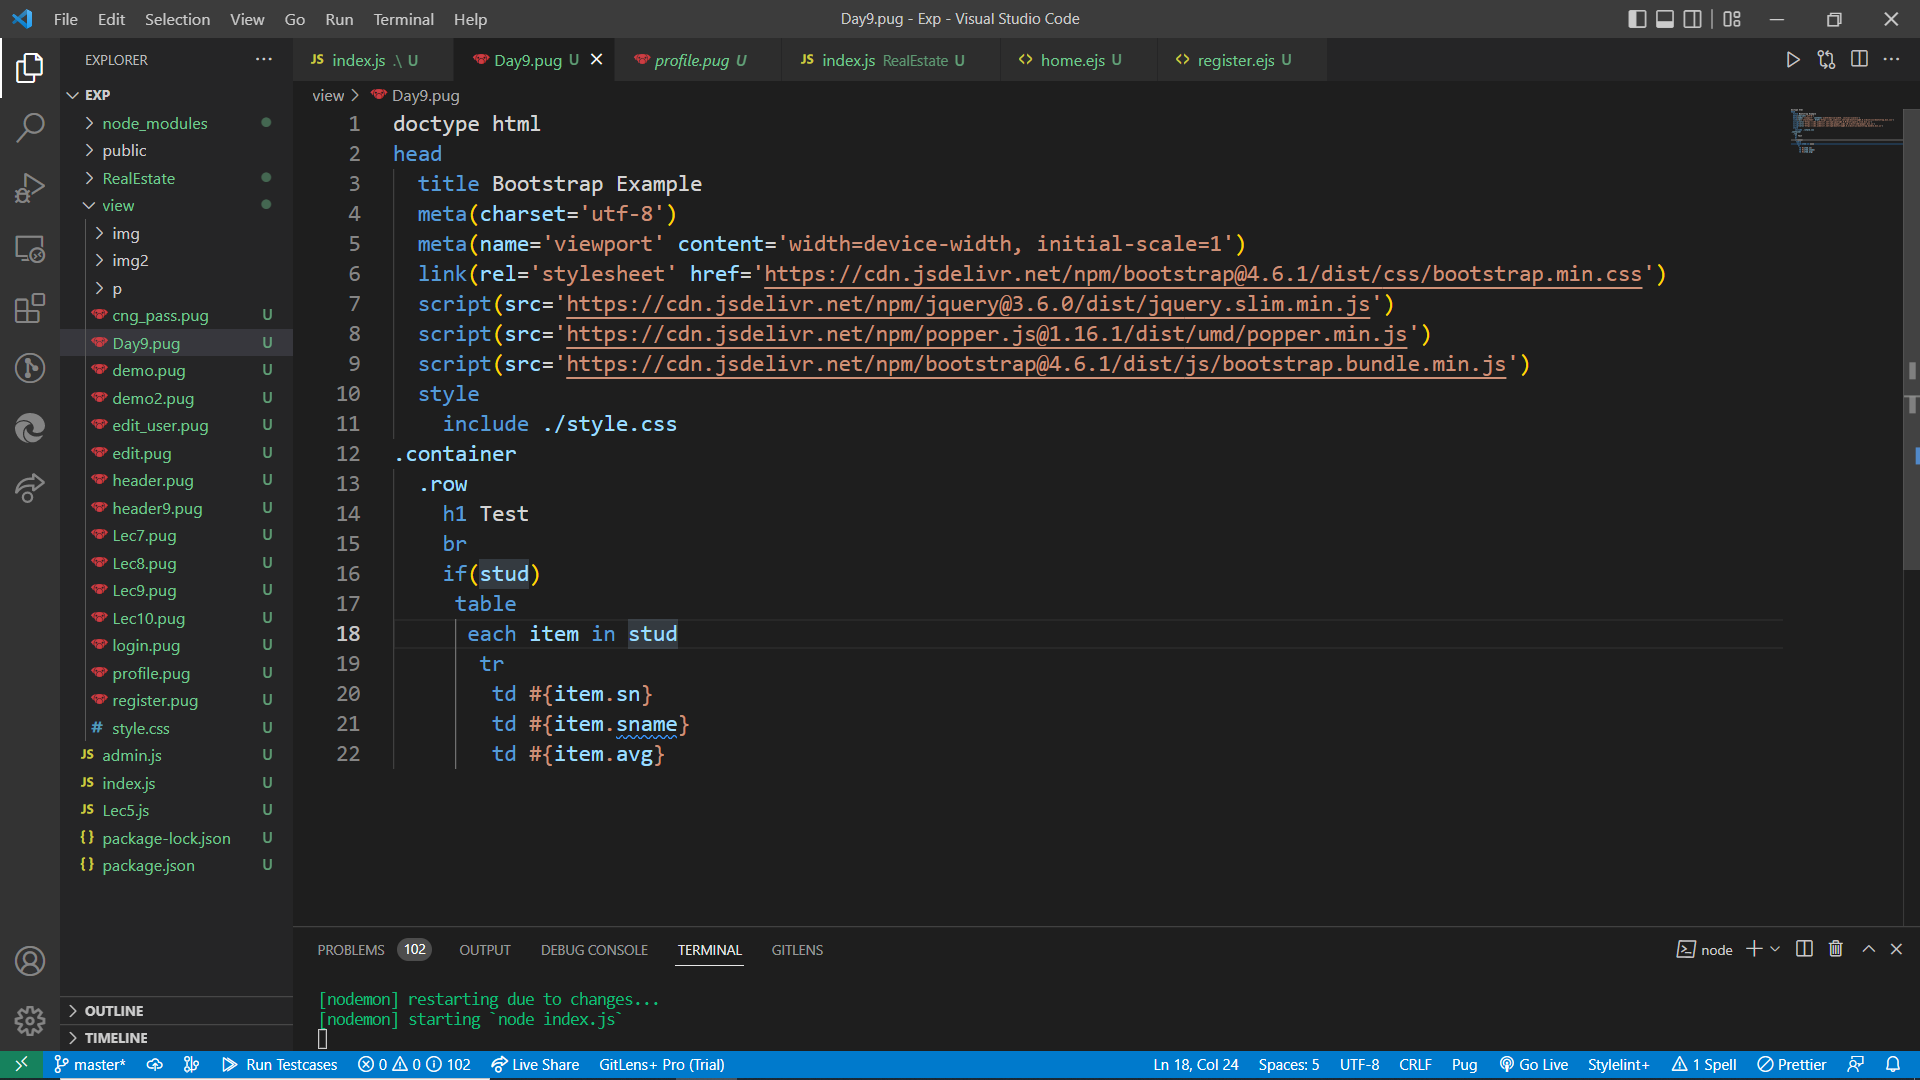 File Edit Selection View Go Run Terminal Help
Day9.pug - Exp - Visual Studio Code
EXPLORER
index.js .\ U
Day9.pug U
profile.pug U
index.js RealEstate U
home.ejs U
register.ejs U
view > Day9.pug
EXP
node_modules
public
RealEstate
view
img
img2
p
cng_pass.pug U
Day9.pug U
demo.pug U
demo2.pug U
edit_user.pug U
edit.pug U
header.pug U
header9.pug U
Lec7.pug U
Lec8.pug U
Lec9.pug U
Lec10.pug U
login.pug U
profile.pug U
register.pug U
# style.css U
JS admin.js U
JS index.js U
JS Lec5.js U
{} package-lock.json U
{} package.json U
OUTLINE
TIMELINE
1 doctype html
2 head
3 title Bootstrap Example
4 meta(charset='utf-8')
5 meta(name='viewport' content='width=device-width, initial-scale=1')
6 link(rel='stylesheet' href='https://cdn.jsdelivr.net/npm/bootstrap@4.6.1/dist/css/bootstrap.min.css')
7 script(src='https://cdn.jsdelivr.net/npm/jquery@3.6.0/dist/jquery.slim.min.js')
8 script(src='https://cdn.jsdelivr.net/npm/popper.js@1.16.1/dist/umd/popper.min.js')
9 script(src='https://cdn.jsdelivr.net/npm/bootstrap@4.6.1/dist/js/bootstrap.bundle.min.js')
10 style
11 include ./style.css
12 .container
13 .row
14 h1 Test
15 br
16 if(stud)
17 table
18 each item in stud
19 tr
20 td #{item.sn}
21 td #{item.sname}
22 td #{item.avg}
PROBLEMS 102 OUTPUT DEBUG CONSOLE TERMINAL GITLENS
node
[nodemon] restarting due to changes...
[nodemon] starting `node index.js`
master* Run Testcases 0 0 102 Live Share GitLens+ Pro (Trial)
Ln 18, Col 24 Spaces: 5 UTF-8 CRLF Pug Go Live Stylelint+ 1 Spell Prettier